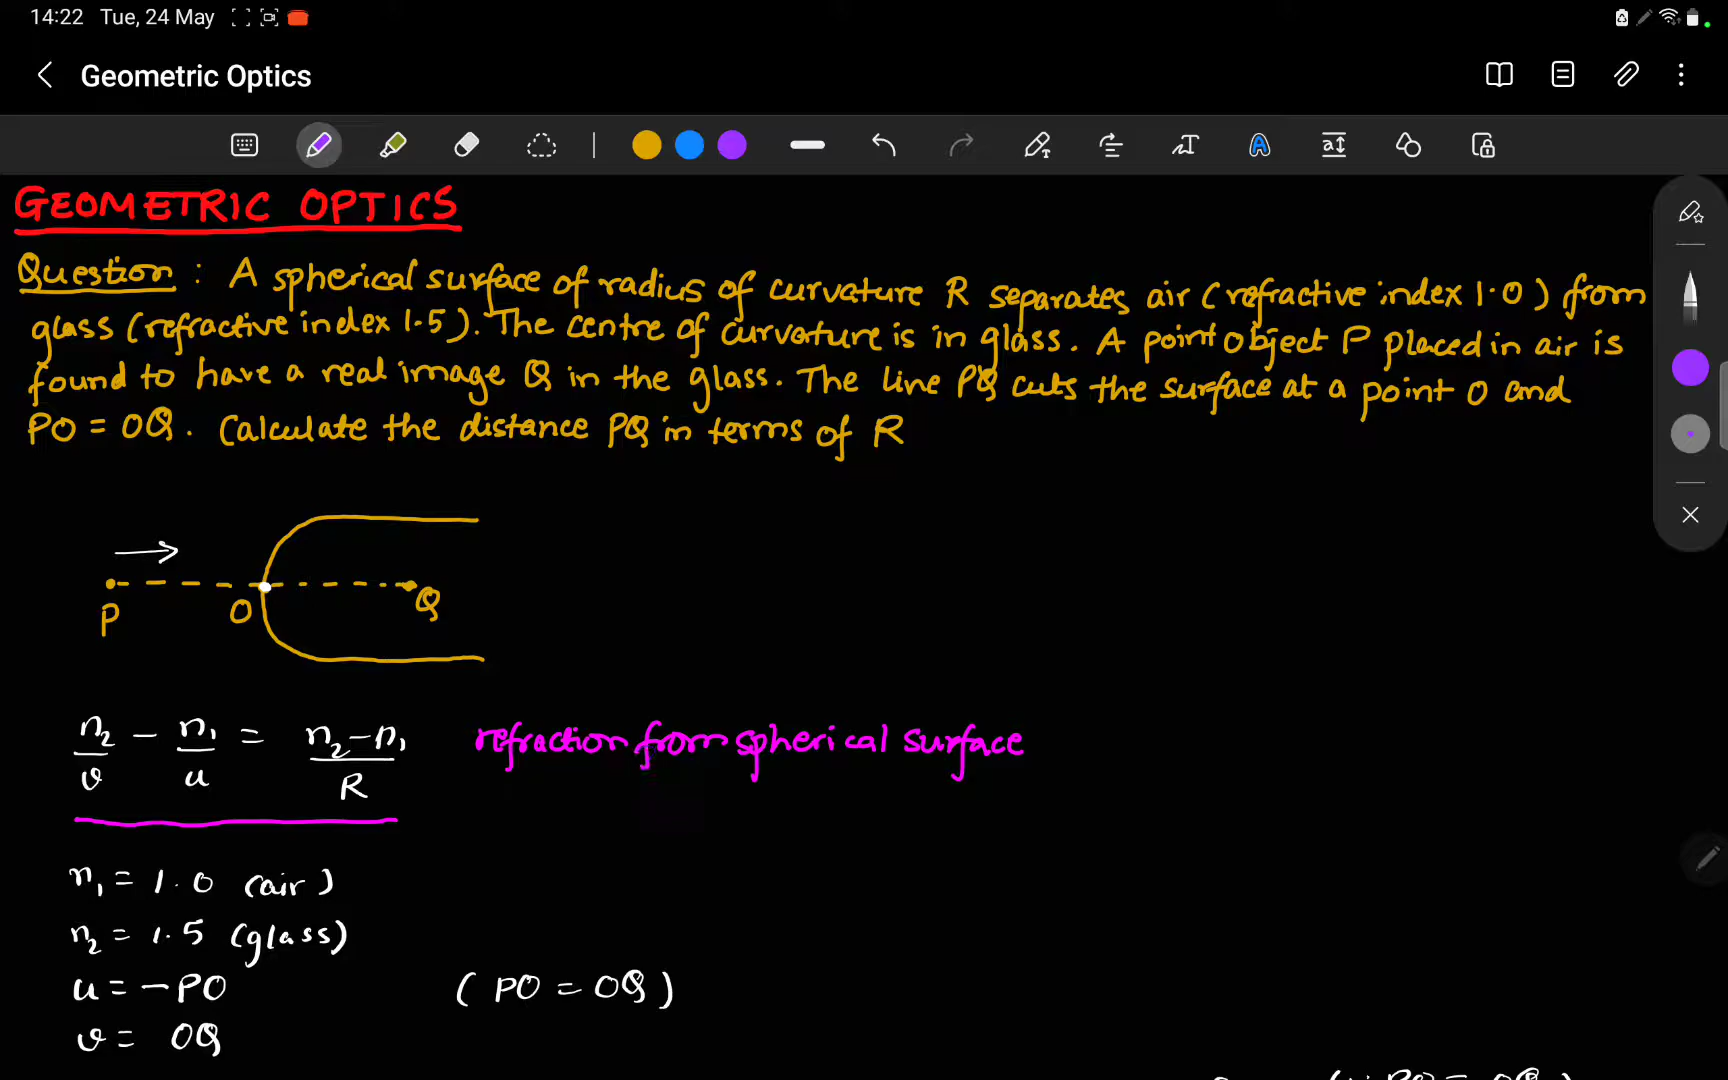 14:22 Tue, 24 May
Geometric Optics
GEOMETRIC OPTICS
Question : A spherical surface of radius of curvature R separates air (refractive index 1.0) from
glass (refractive index 1.5). The centre of curvature is in glass. A point object P placed in air is
found to have a real image Q in the glass. The line PQ cuts the surface at a point O and
PO = OQ. Calculate the distance PQ in terms of R
P O Q
n₂/v - n₁/u = n₂-n₁/R refraction from spherical surface
n₁ = 1.0 (air)
n₂ = 1.5 (glass)
u = -PO (PO = OQ)
v = OQ